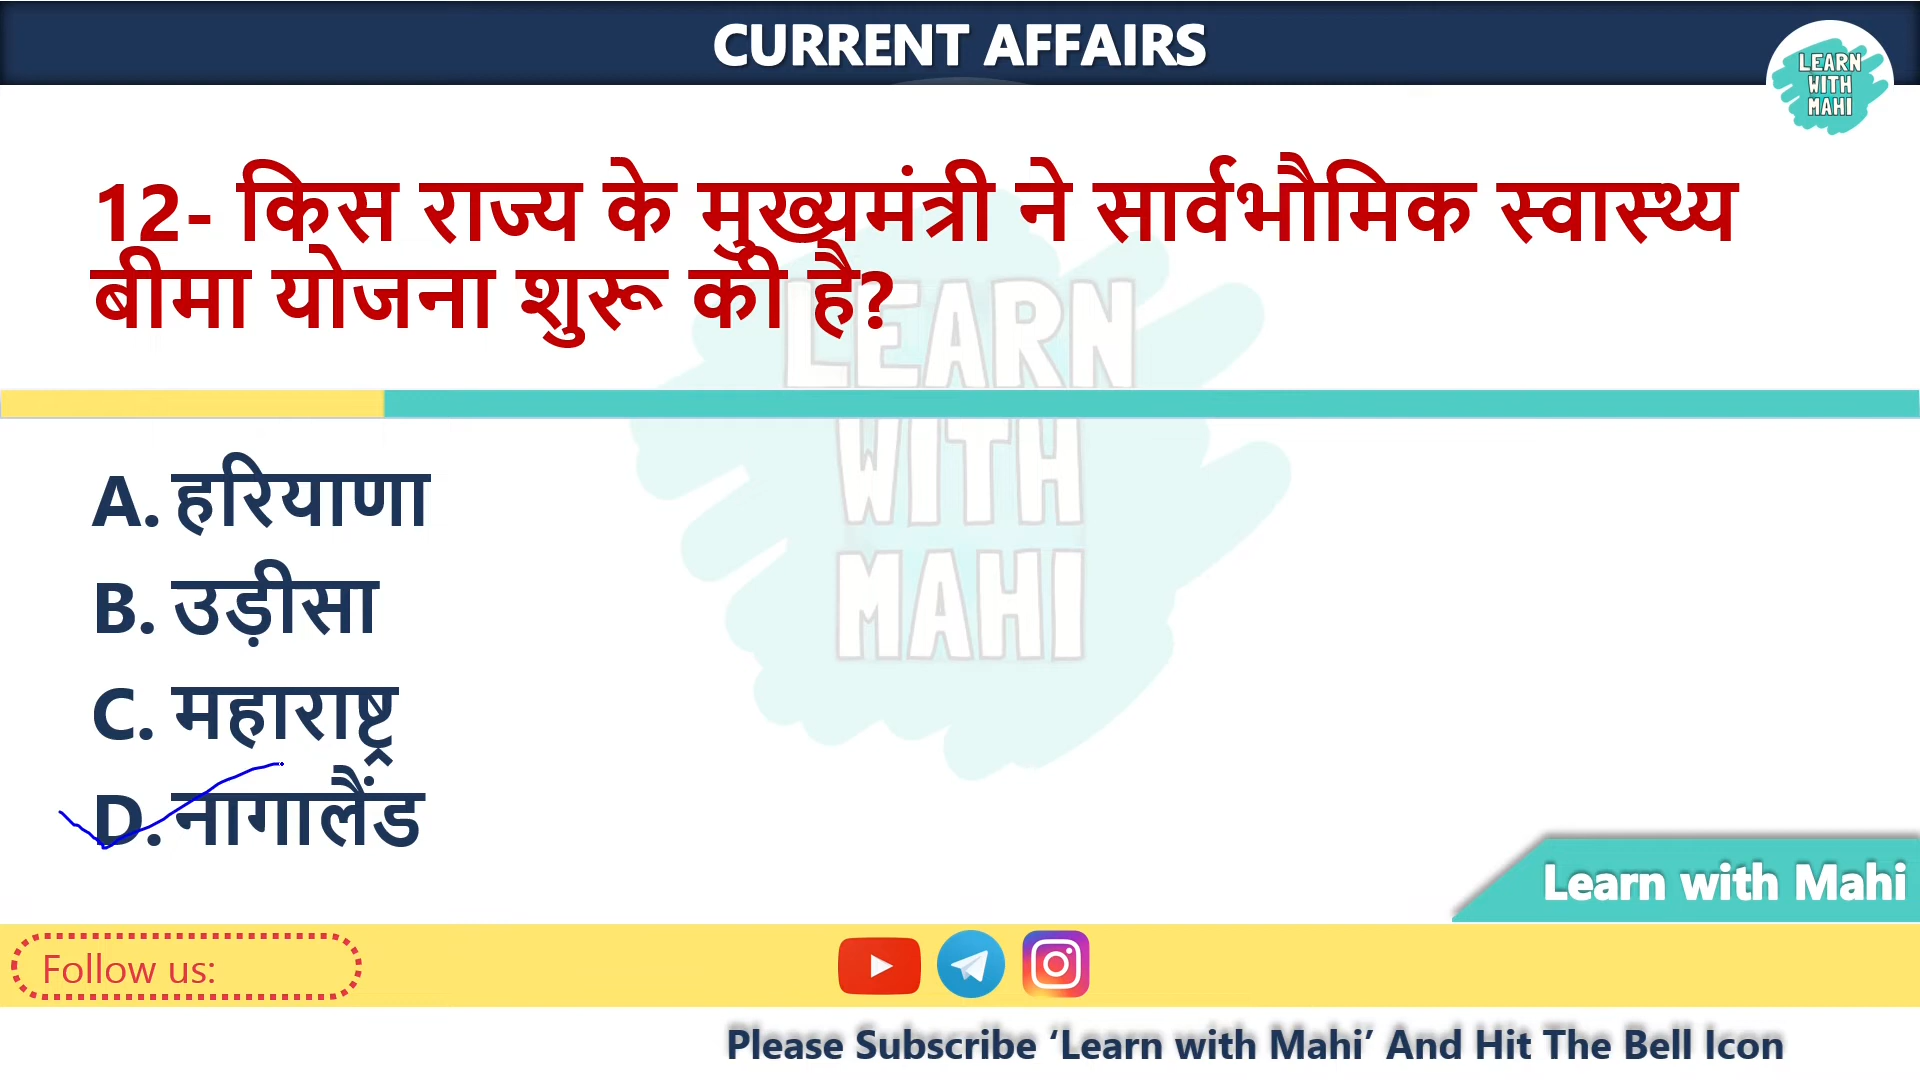 CURRENT AFFAIRS
LEARN
WITH
MAHI
12- किस राज्य के मुख्यमंत्री ने सार्वभौमिक स्वास्थ्य
बीमा योजना शुरू की है?
LEARN
WITH
MAHI
A. हरियाणा
B. उड़ीसा
C. महाराष्ट्र
D. नागालैंड
Learn with Mahi
Follow us:
Please Subscribe ‘Learn with Mahi’ And Hit The Bell Icon